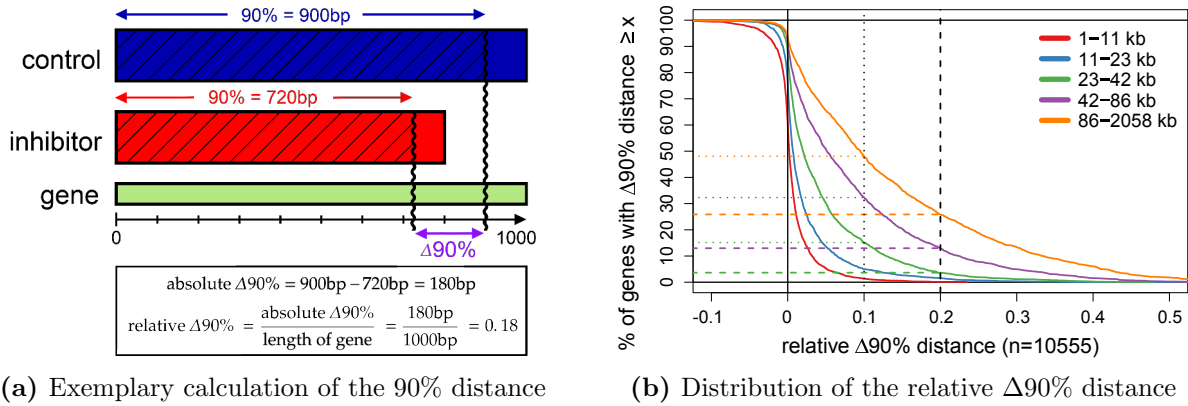 90% = 900bp
control
90% = 720bp
inhibitor
gene
0
1000
Δ90%
absolute Δ90% = 900bp −720bp = 180bp
relative Δ90% = absolute Δ90% / length of gene = 180bp / 1000bp = 0.18
(a) Exemplary calculation of the 90% distance
% of genes with Δ90% distance ≥x
0 10 20 30 40 50 60 70 80 90100
1−11 kb
11−23 kb
23−42 kb
42−86 kb
86−2058 kb
-0.1 0 0.1 0.2 0.3 0.4 0.5
relative Δ90% distance (n=10555)
(b) Distribution of the relative Δ90% distance